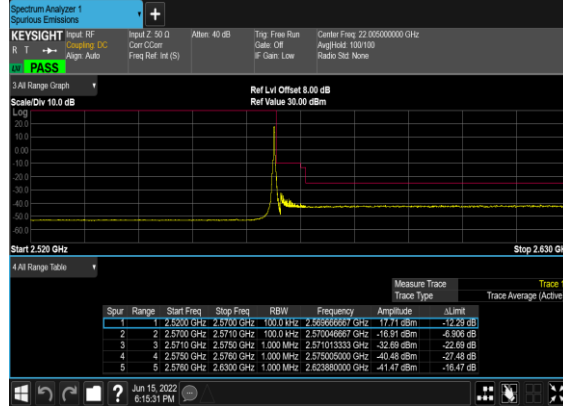 Spectrum Analyzer 1
Spurious Emissions
+
KEYSIGHT Input: RF Input Z: 50 Ω Atten: 40 dB Trig: Free Run Center Freq: 22.005000000 GHz
R T Coupling: DC Corr CCorr Gate: Off Avg|Hold: 100/100
Align: Auto Freq Ref: Int (S) IF Gain: Low Radio Std: None
PASS
3 All Range Graph
Ref Lvl Offset 8.00 dB
Scale/Div 10.0 dB Ref Value 30.00 dBm
Log
20.0
10.0
0.00
-10.0
-20.0
-30.0
-40.0
-50.0
-60.0
Start 2.520 GHz Stop 2.630 GH
4 All Range Table
Measure Trace Trace 1
Trace Type Trace Average (Active
Spur Range Start Freq Stop Freq RBW Frequency Amplitude ΔLimit
1 1 2.5200 GHz 2.5700 GHz 100.0 kHz 2.569666667 GHz 17.71 dBm -12.29 dB
2 2 2.5700 GHz 2.5710 GHz 100.0 kHz 2.570046667 GHz -16.91 dBm -6.906 dB
3 3 2.5710 GHz 2.5750 GHz 1.000 MHz 2.571013333 GHz -32.69 dBm -22.69 dB
4 4 2.5750 GHz 2.5760 GHz 1.000 MHz 2.575005000 GHz -40.48 dBm -27.48 dB
5 5 2.5760 GHz 2.6300 GHz 1.000 MHz 2.623880000 GHz -41.47 dBm -16.47 dB
? Jun 15, 2022
6:15:31 PM